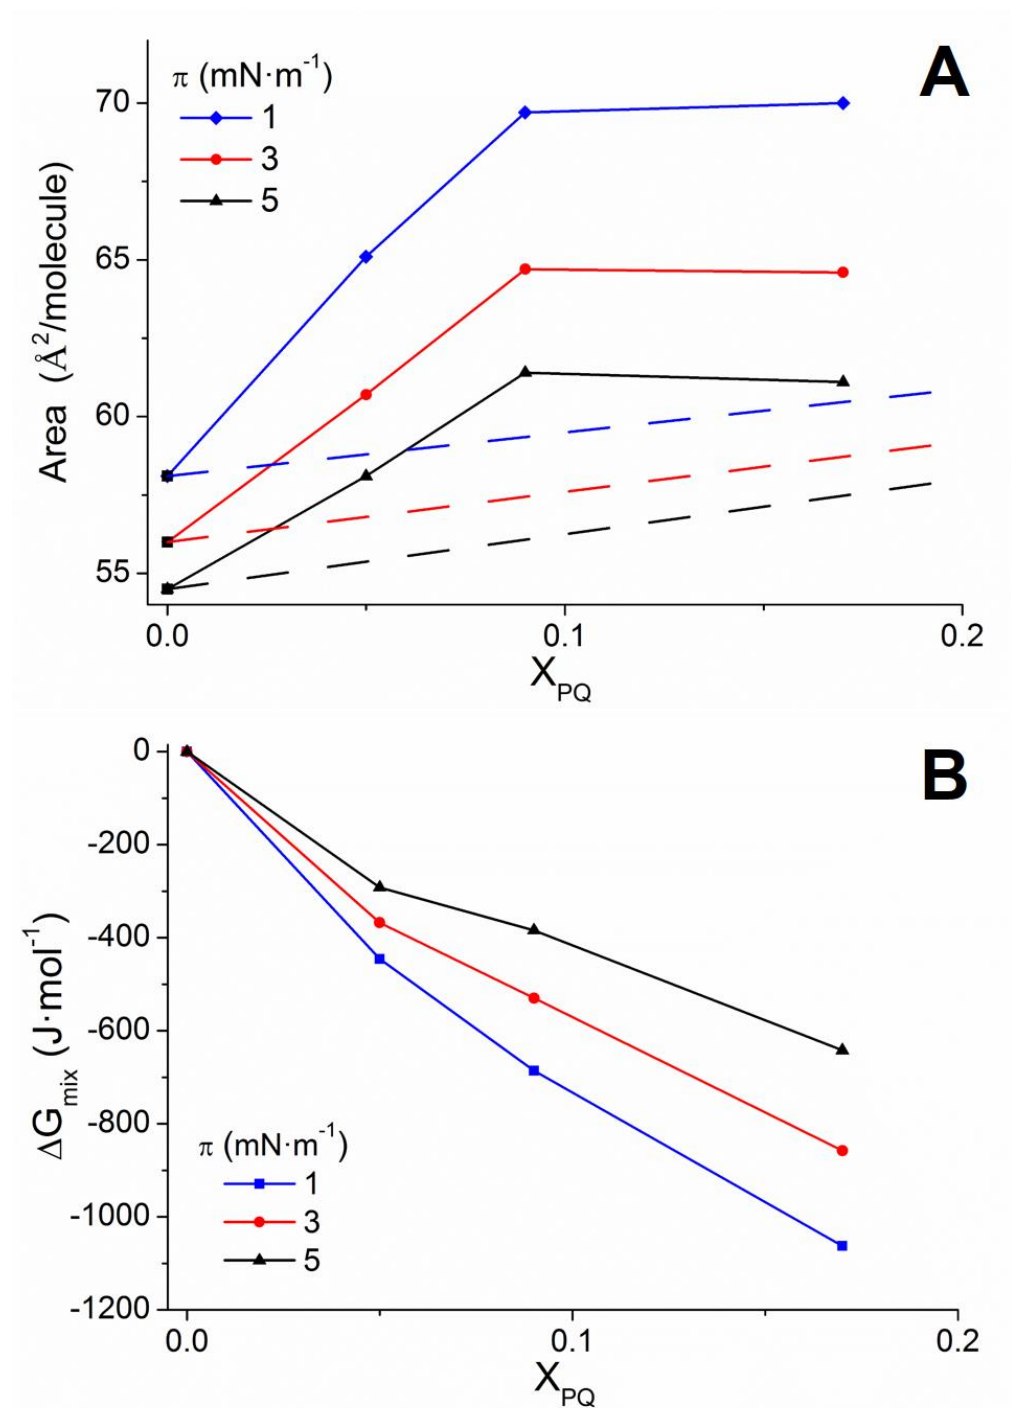 A
π (mN·m⁻¹)
1
3
5
70
65
60
55
Area (Å²/molecule)
0.0
0.1
0.2
X_PQ
B
0
-200
-400
-600
-800
-1000
-1200
ΔG_mix (J·mol⁻¹)
π (mN·m⁻¹)
1
3
5
0.0
0.1
0.2
X_PQ